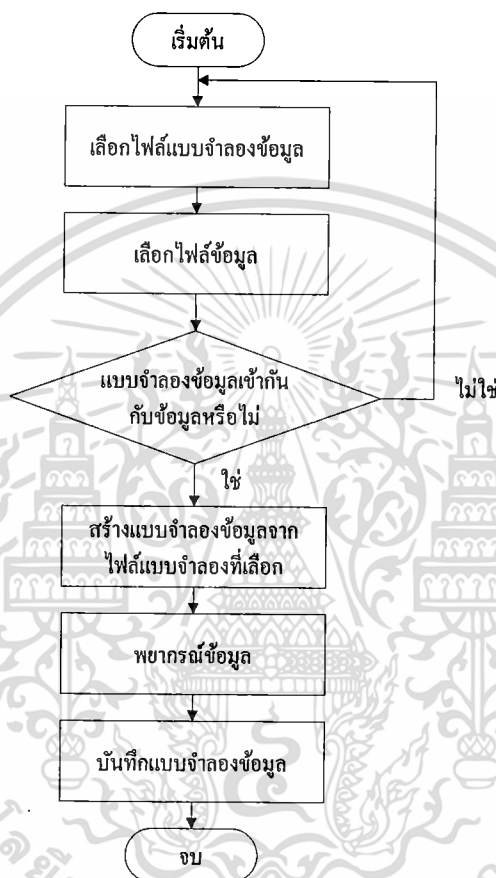 เริ่มต้น
เลือกไฟล์แบบจำลองข้อมูล
เลือกไฟล์ข้อมูล
แบบจำลองข้อมูลเข้ากัน
กับข้อมูลหรือไม่
ไม่ใช่
ใช่
สร้างแบบจำลองข้อมูลจาก
ไฟล์แบบจำลองที่เลือก
พยากรณ์ข้อมูล
บันทึกแบบจำลองข้อมูล
จบ